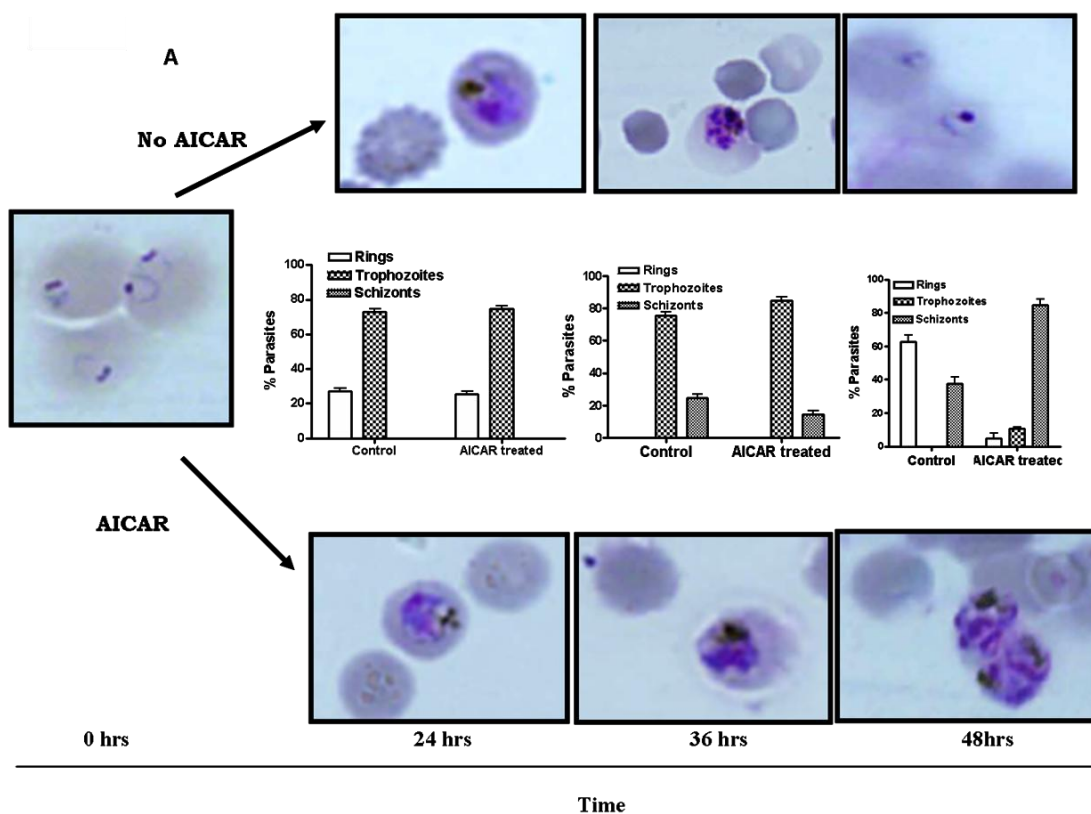 A
No AICAR
Rings
Trophozoites
Schizonts
% Parasites
100
80
60
40
20
0
Control
AICAR treated
Rings
Trophozoites
Schizonts
% Parasites
100
80
60
40
20
0
Control
AICAR treated
Rings
Trophozoites
Schizonts
% Parasites
100
80
60
40
20
0
Control
AICAR treated
AICAR
0 hrs
24 hrs
36 hrs
48hrs
Time